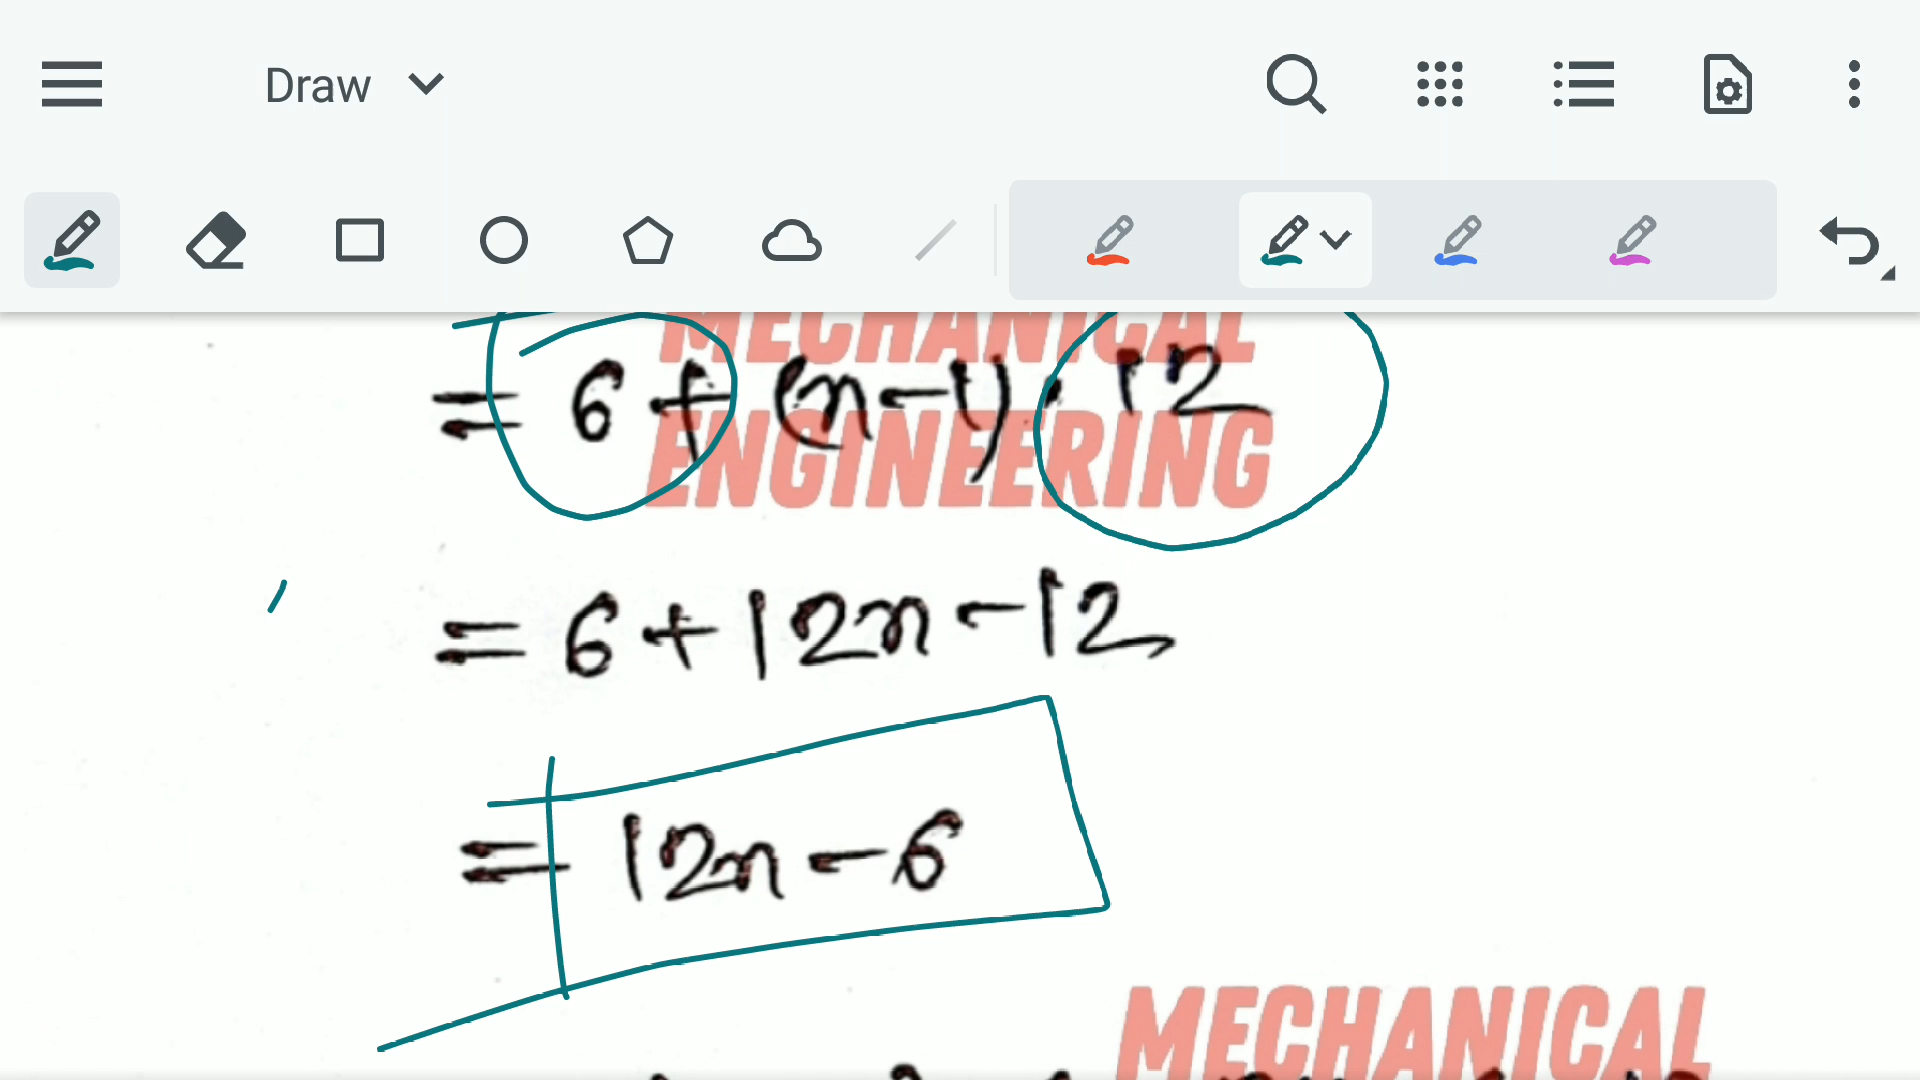 Draw
MECHANICAL
= 6 + (n-1) · 12
ENGINEERING
= 6 + 12n - 12
= 12n - 6
MECHANICAL